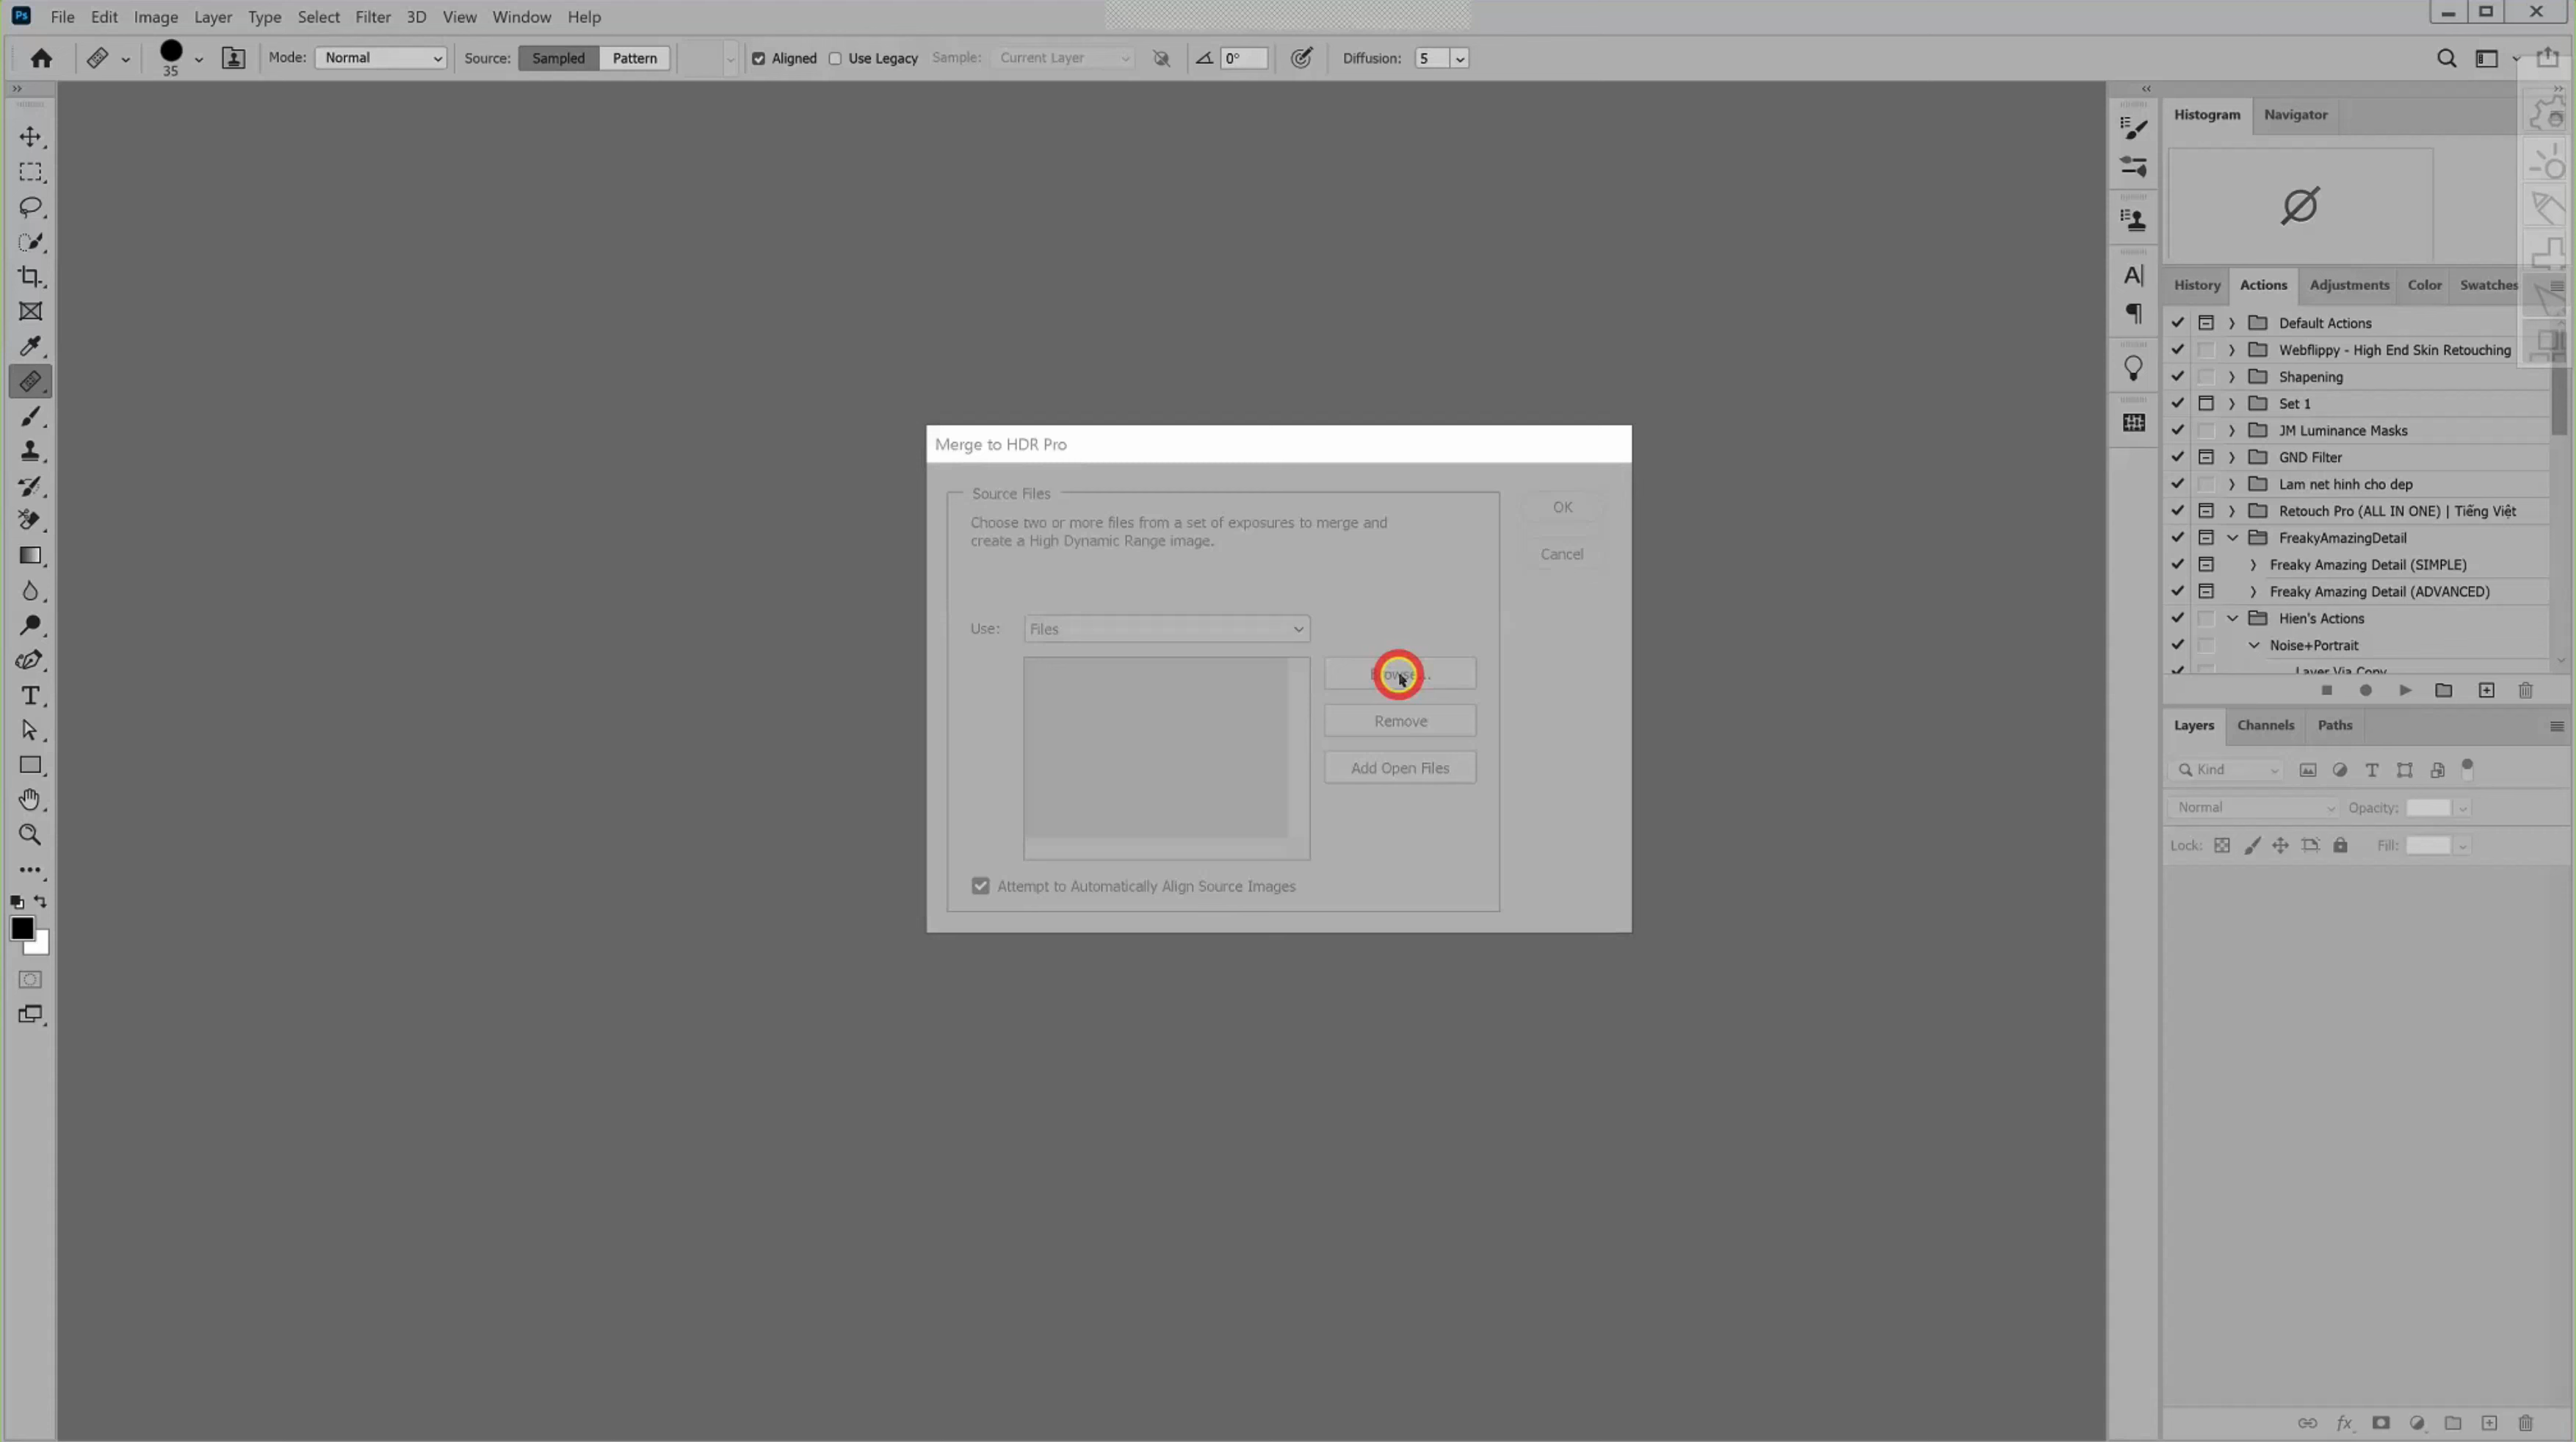 Ps File Edit Image Layer Type Select Filter 3D View Window Help
35 Mode: Normal Source: Sampled Pattern Aligned Use Legacy Sample: Current Layer 0° Diffusion: 5
Histogram Navigator
History Actions Adjustments Color Swatches
Default Actions
Webflippy - High End Skin Retouching
Shapening
Set 1
JM Luminance Masks
GND Filter
Lam net hinh cho dep
Retouch Pro (ALL IN ONE) | Tiếng Việt
FreakyAmazingDetail
Freaky Amazing Detail (SIMPLE)
Freaky Amazing Detail (ADVANCED)
Hien's Actions
Noise+Portrait
Layer Via Copy
Layers Channels Paths
Kind
Normal Opacity:
Lock: Fill:
Merge to HDR Pro
Source Files
Choose two or more files from a set of exposures to merge and
create a High Dynamic Range image.
OK
Cancel
Use: Files
Remove
Add Open Files
Attempt to Automatically Align Source Images